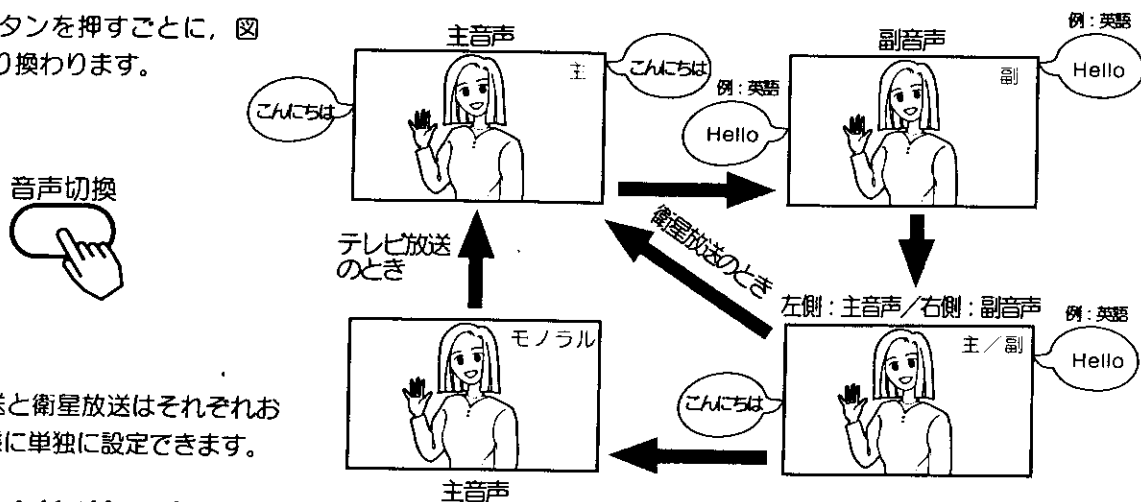 タンを押すごとに，図
り換わります。
音声切換
主音声
主
こんにちは
こんにちは
副音声
副
例：英語
Hello
例：英語
Hello
テレビ放送
のとき
衛星放送のとき
左側：主音声／右側：副音声
主／副
例：英語
Hello
こんにちは
モノラル
主音声
送と衛星放送はそれぞれお
に単独に設定できます。